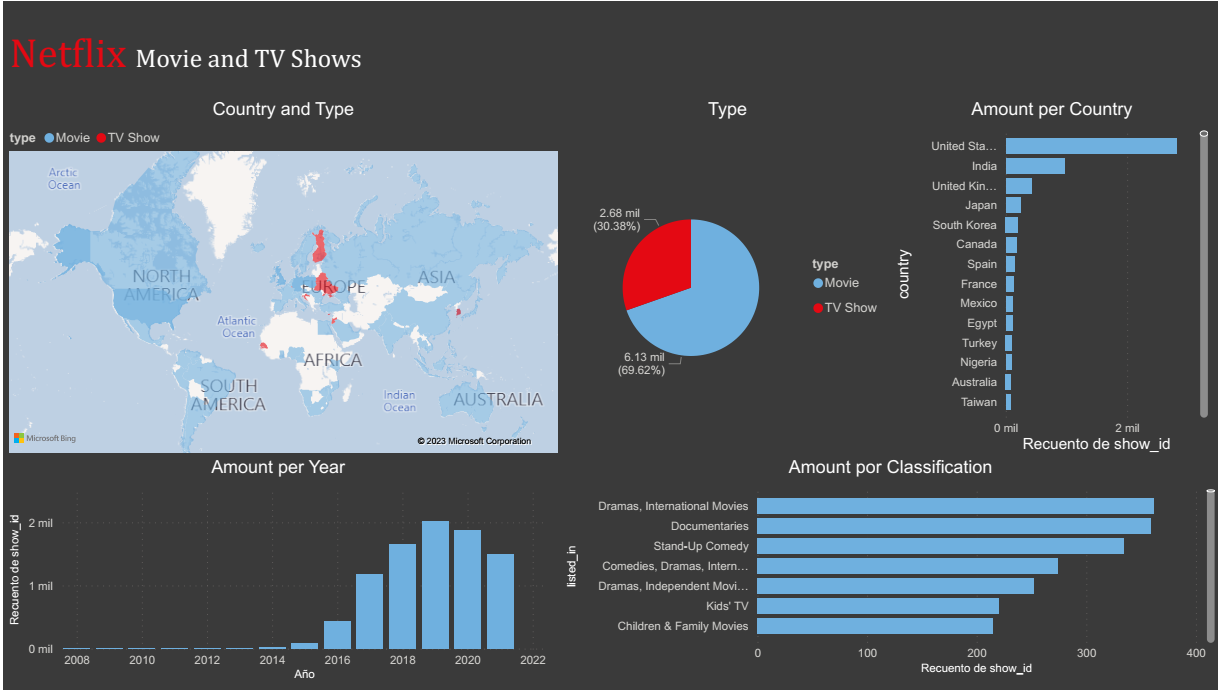 Netflix Movie and TV Shows
Country and Type
type Movie TV Show
Arctic
Ocean
NORTH
AMERICA
EUROPE
ASIA
Atlantic
Ocean
AFRICA
SOUTH
AMERICA
Indian
Ocean
AUSTRALIA
Microsoft Bing
© 2023 Microsoft Corporation
Type
2.68 mil
(30.38%)
6.13 mil
(69.62%)
type
Movie
TV Show
Amount per Country
country
United Sta...
India
United Kin...
Japan
South Korea
Canada
Spain
France
Mexico
Egypt
Turkey
Nigeria
Australia
Taiwan
0 mil 2 mil
Recuento de show_id
Amount per Year
Recuento de show_id
2 mil
1 mil
0 mil
2008 2010 2012 2014 2016 2018 2020 2022
Año
Amount por Classification
listed_in
Dramas, International Movies
Documentaries
Stand-Up Comedy
Comedies, Dramas, Intern...
Dramas, Independent Movi...
Kids' TV
Children & Family Movies
0 100 200 300 400
Recuento de show_id